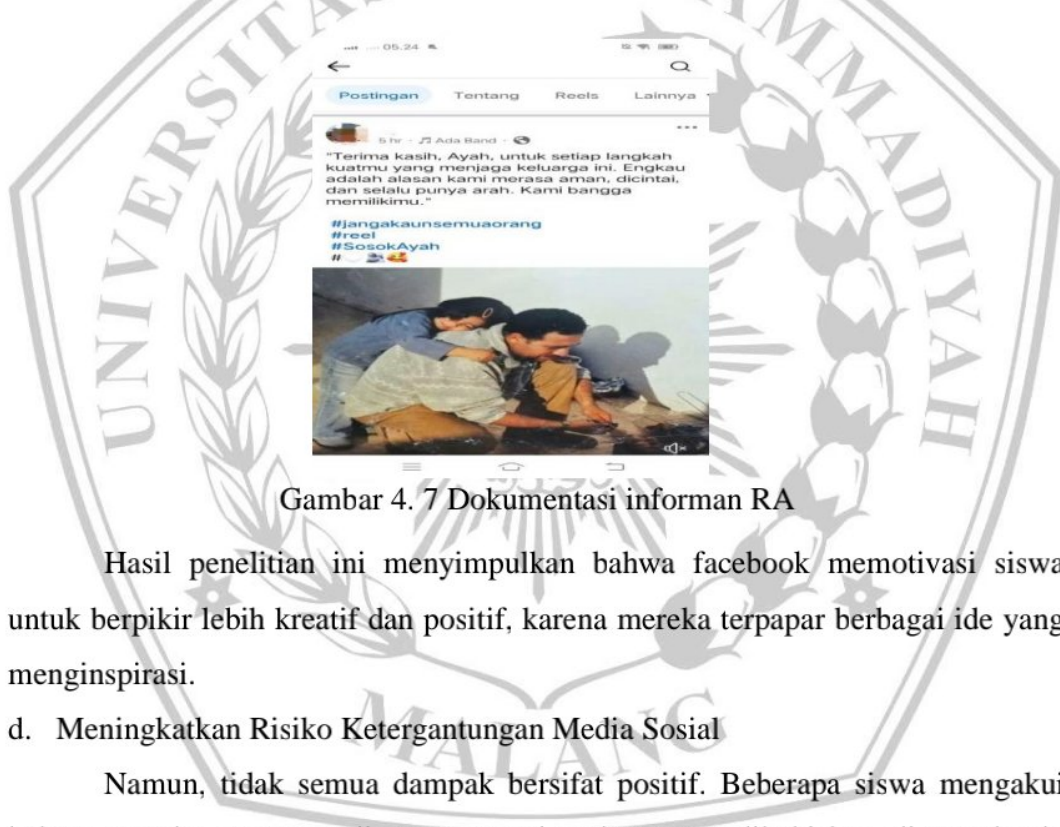 05.24
Postingan Tentang Reels Lainnya
5 hr · Ada Band ·
"Terima kasih, Ayah, untuk setiap langkah
kuatmu yang menjaga keluarga ini. Engkau
adalah alasan kami merasa aman, dicintai,
dan selalu punya arah. Kami bangga
memilikimu."
#jangakaunsemuaorang
#reel
#SosokAyah
#
Gambar 4. 7 Dokumentasi informan RA
Hasil penelitian ini menyimpulkan bahwa facebook memotivasi siswa
untuk berpikir lebih kreatif dan positif, karena mereka terpapar berbagai ide yang
menginspirasi.
d. Meningkatkan Risiko Ketergantungan Media Sosial
Namun, tidak semua dampak bersifat positif. Beberapa siswa mengakui
MALANG